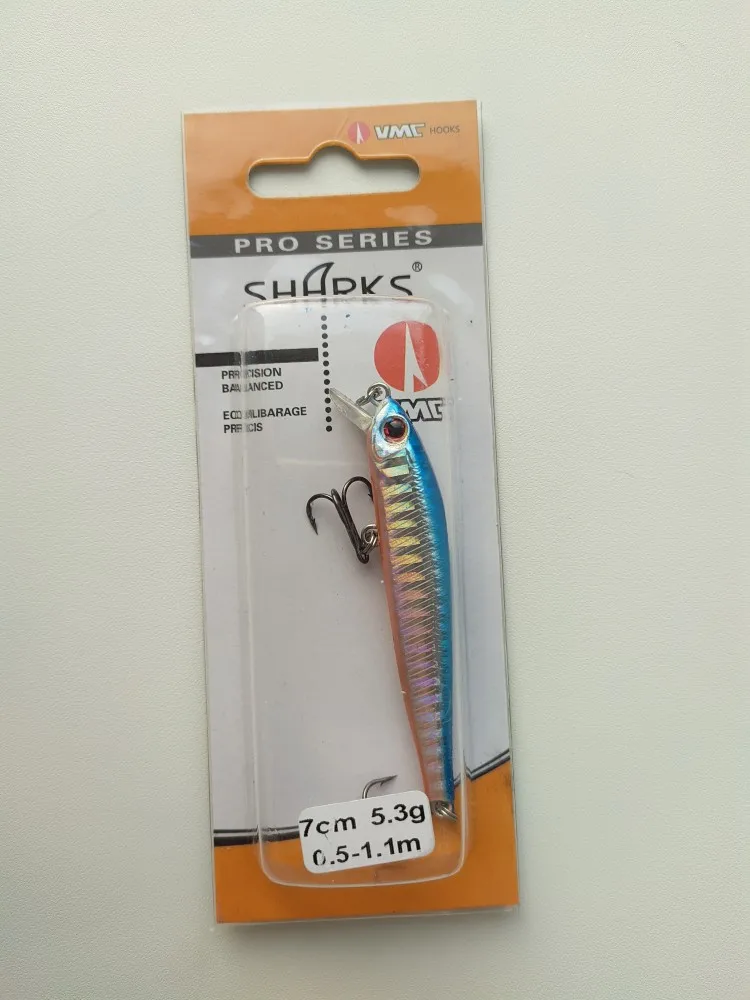 VMC HOOKS
PRO SERIES
SHARKS®
PRECISION
BALANCED
VMC
EQUILIBARAGE
PRECIS
7cm 5.3g
0.5-1.1m